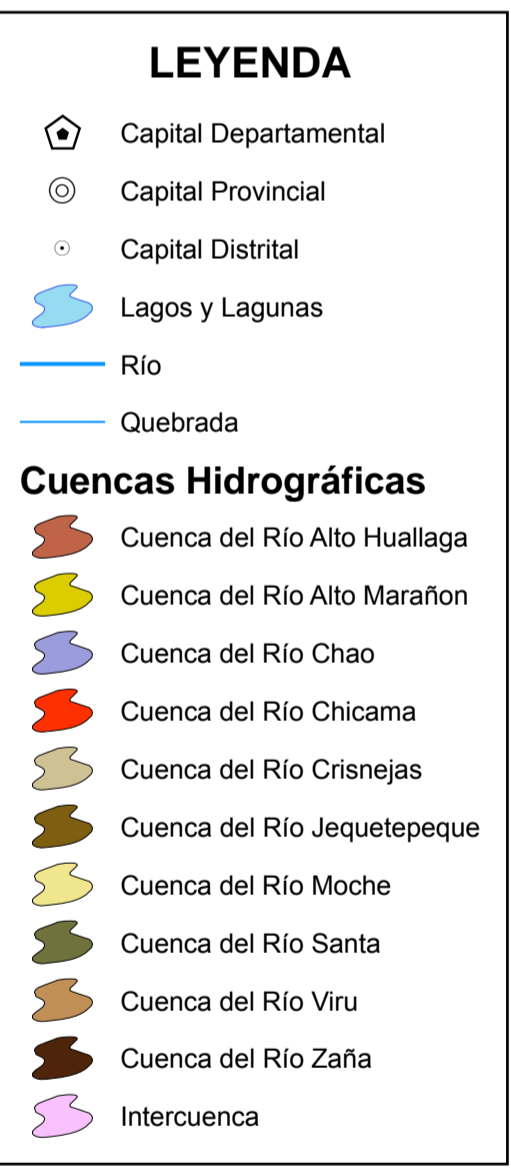 LEYENDA
Capital Departamental
Capital Provincial
Capital Distrital
Lagos y Lagunas
Río
Quebrada
Cuencas Hidrográficas
Cuenca del Río Alto Huallaga
Cuenca del Río Alto Marañon
Cuenca del Río Chao
Cuenca del Río Chicama
Cuenca del Río Crisnejas
Cuenca del Río Jequetepeque
Cuenca del Río Moche
Cuenca del Río Santa
Cuenca del Río Viru
Cuenca del Río Zaña
Intercuenca